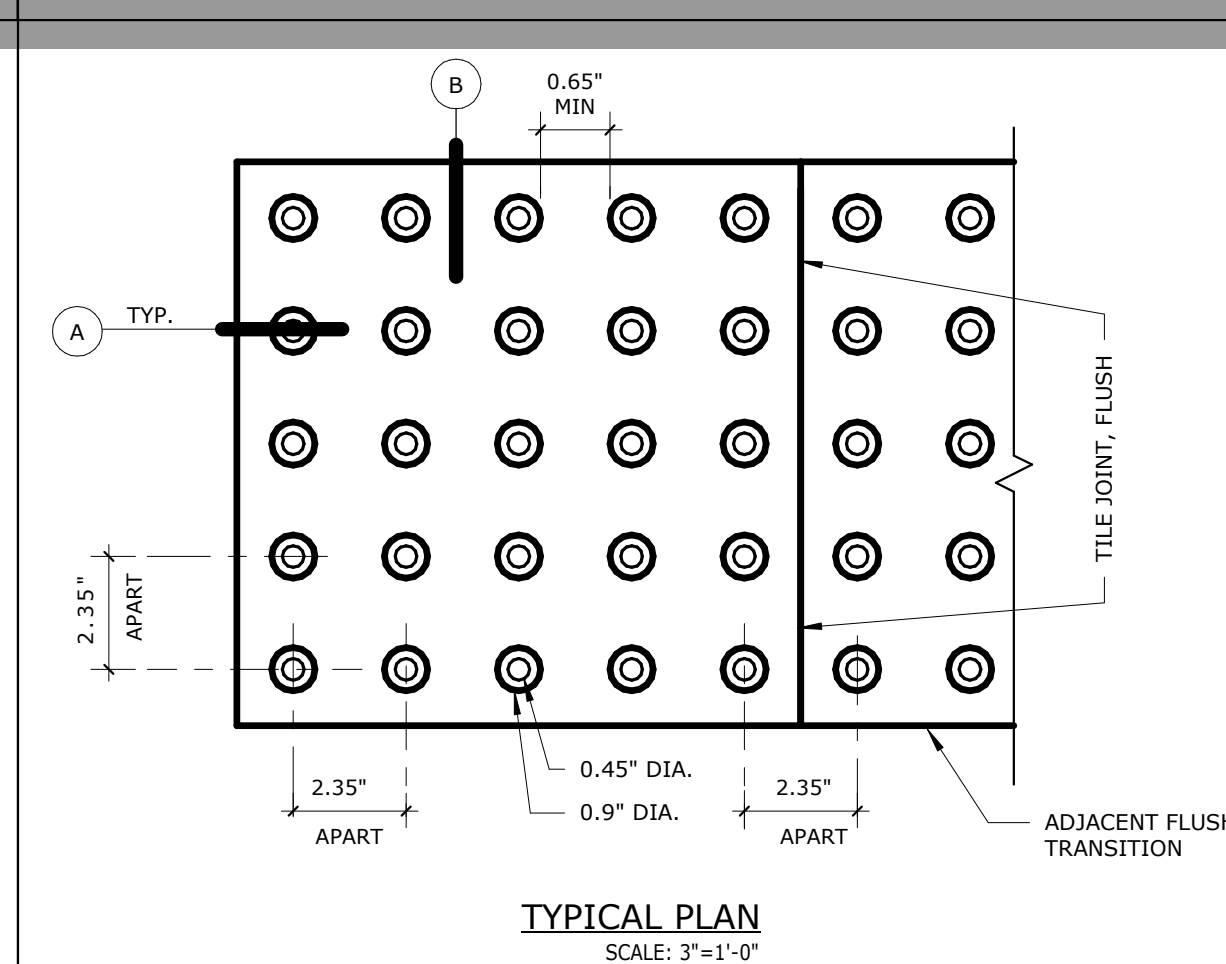 B
0.65"
MIN
A
TYP.
TILE JOINT, FLUSH
2.35"
APART
0.45" DIA.
0.9" DIA.
2.35"
APART
2.35"
APART
ADJACENT FLUSH
TRANSITION
TYPICAL PLAN
SCALE: 3"=1'-0"